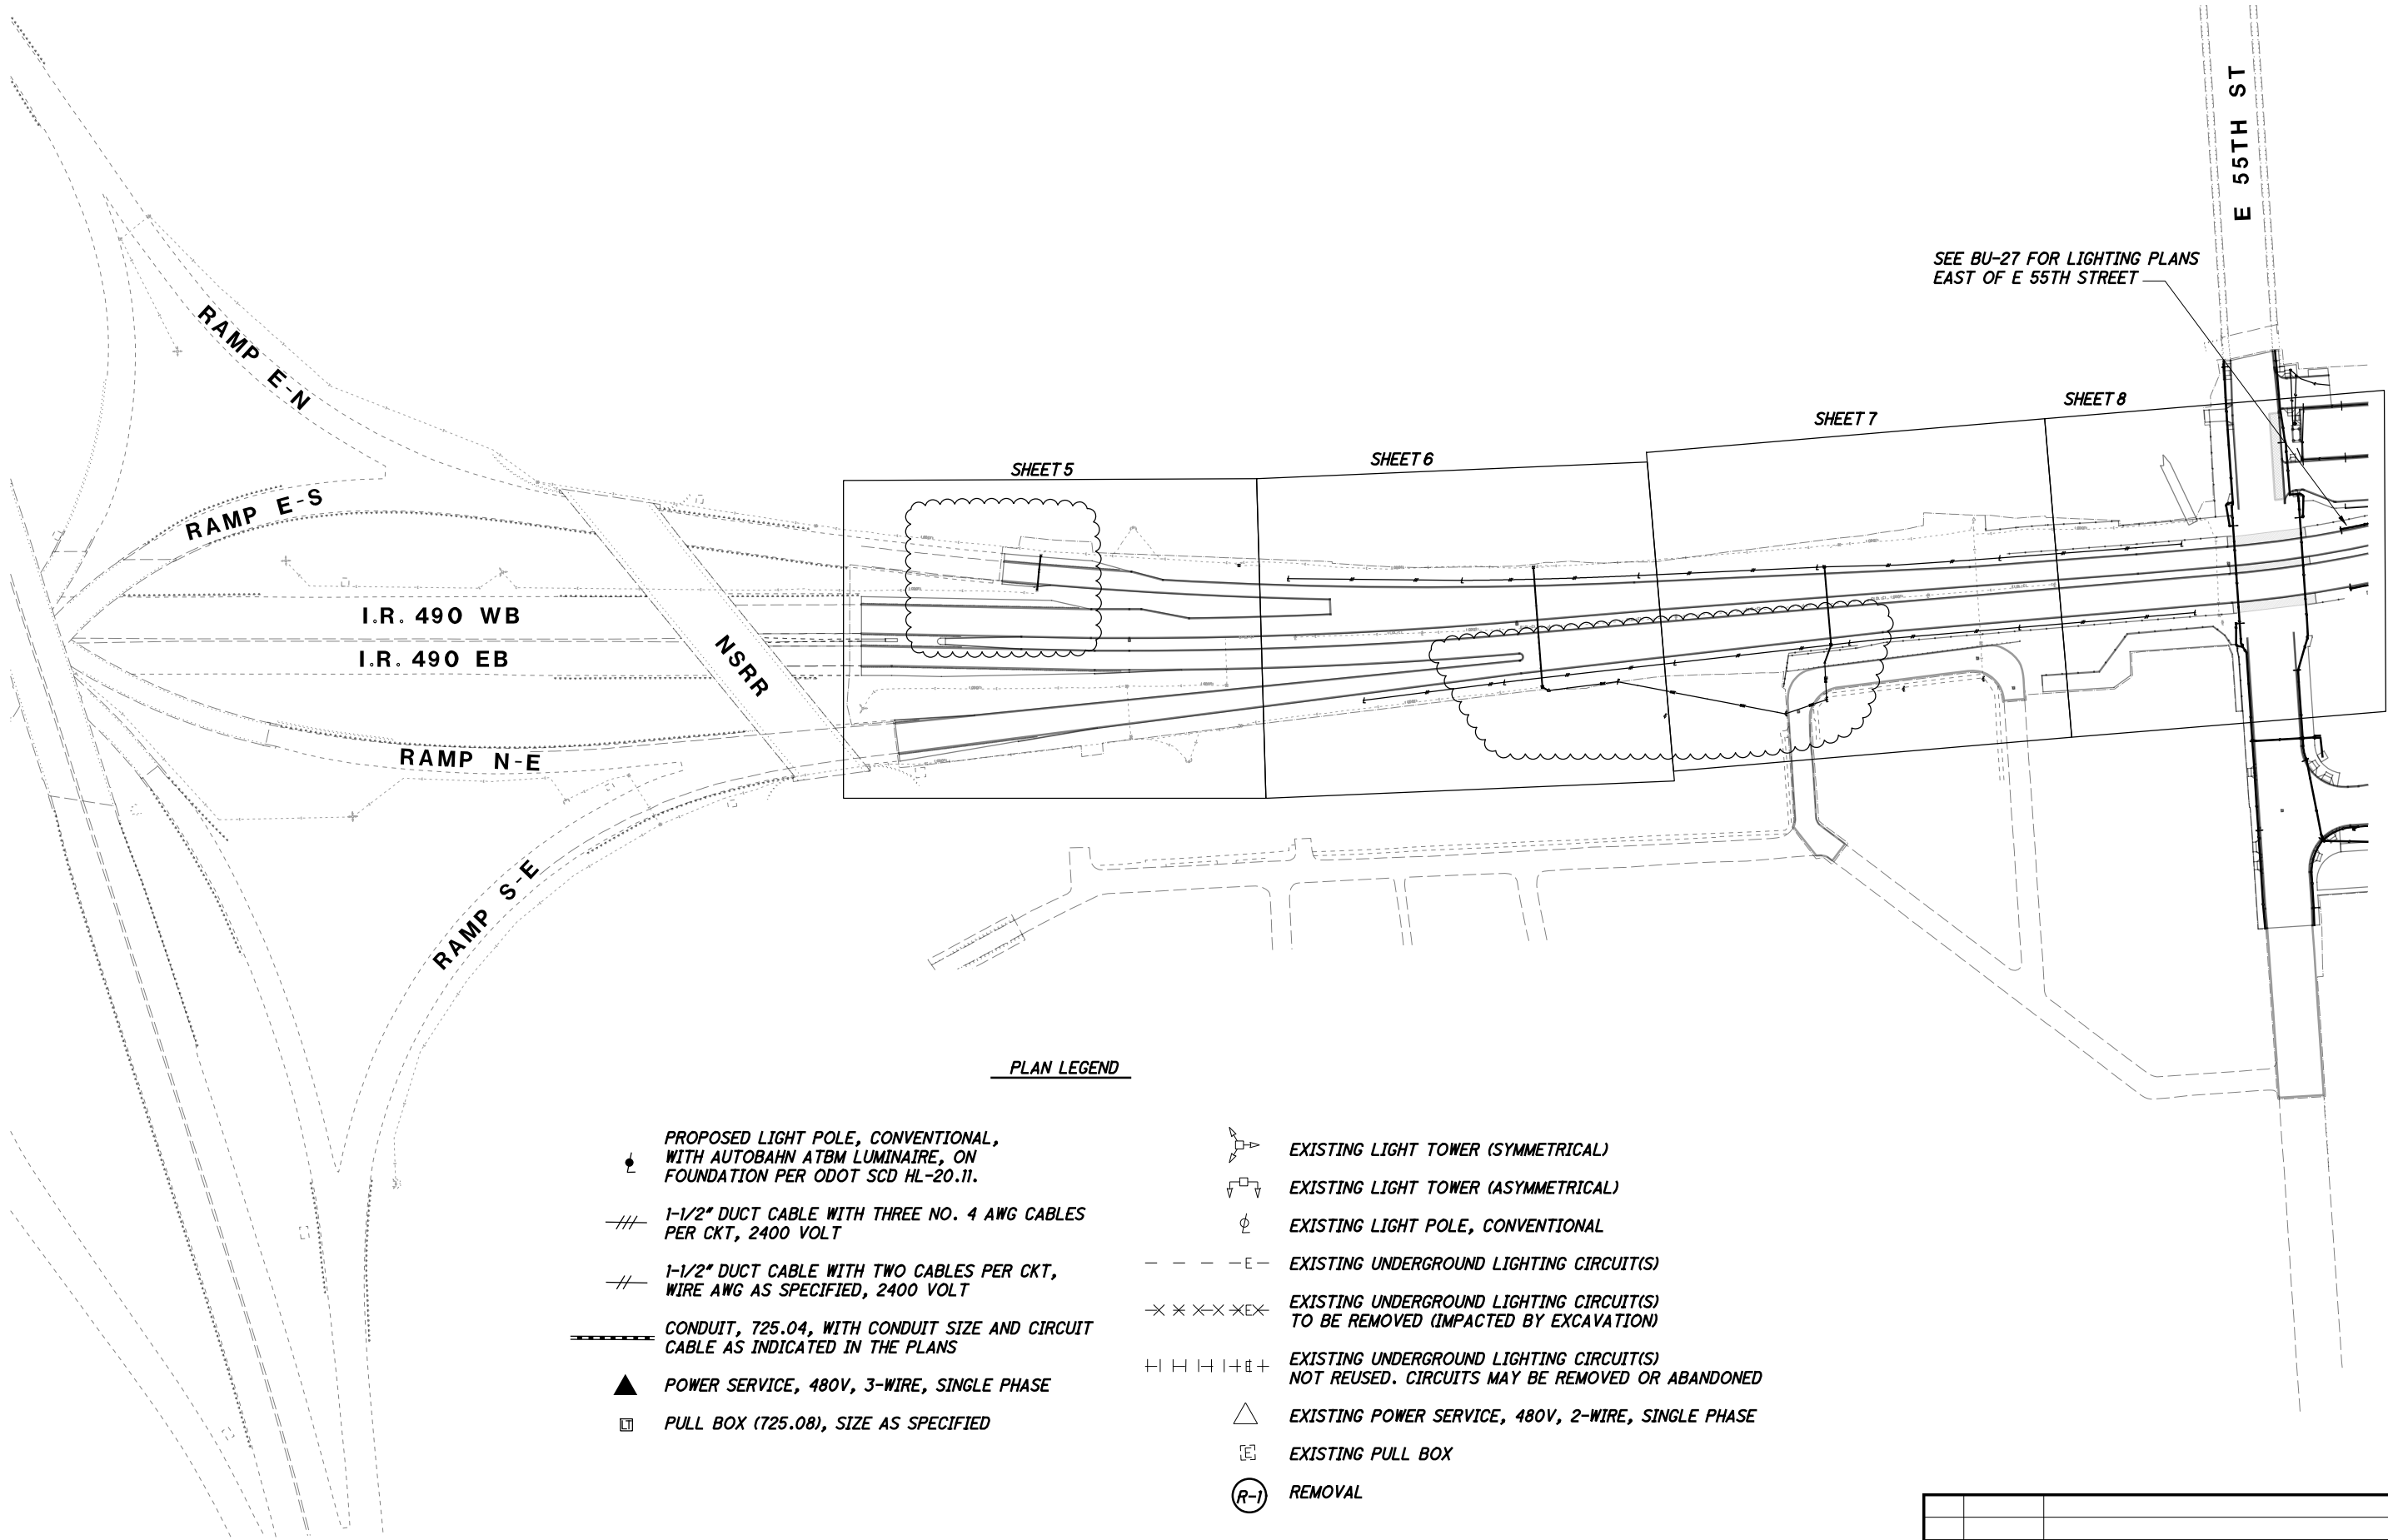 E 55TH ST
SEE BU-27 FOR LIGHTING PLANS
EAST OF E 55TH STREET
RAMP E-N
SHEET 8
SHEET 7
SHEET 6
SHEET 5
RAMP E-S
I.R. 490 WB
I.R. 490 EB
NSRR
RAMP N-E
RAMP S-E
PLAN LEGEND
PROPOSED LIGHT POLE, CONVENTIONAL,
WITH AUTOBAHN ATBM LUMINAIRE, ON
FOUNDATION PER ODOT SCD HL-20.11.
1-1/2" DUCT CABLE WITH THREE NO. 4 AWG CABLES
PER CKT, 2400 VOLT
1-1/2" DUCT CABLE WITH TWO CABLES PER CKT,
WIRE AWG AS SPECIFIED, 2400 VOLT
CONDUIT, 725.04, WITH CONDUIT SIZE AND CIRCUIT
CABLE AS INDICATED IN THE PLANS
POWER SERVICE, 480V, 3-WIRE, SINGLE PHASE
LT PULL BOX (725.08), SIZE AS SPECIFIED
EXISTING LIGHT TOWER (SYMMETRICAL)
EXISTING LIGHT TOWER (ASYMMETRICAL)
EXISTING LIGHT POLE, CONVENTIONAL
E EXISTING UNDERGROUND LIGHTING CIRCUIT(S)
E EXISTING UNDERGROUND LIGHTING CIRCUIT(S)
TO BE REMOVED (IMPACTED BY EXCAVATION)
E EXISTING UNDERGROUND LIGHTING CIRCUIT(S)
NOT REUSED. CIRCUITS MAY BE REMOVED OR ABANDONED
EXISTING POWER SERVICE, 480V, 2-WIRE, SINGLE PHASE
E EXISTING PULL BOX
R-1 REMOVAL